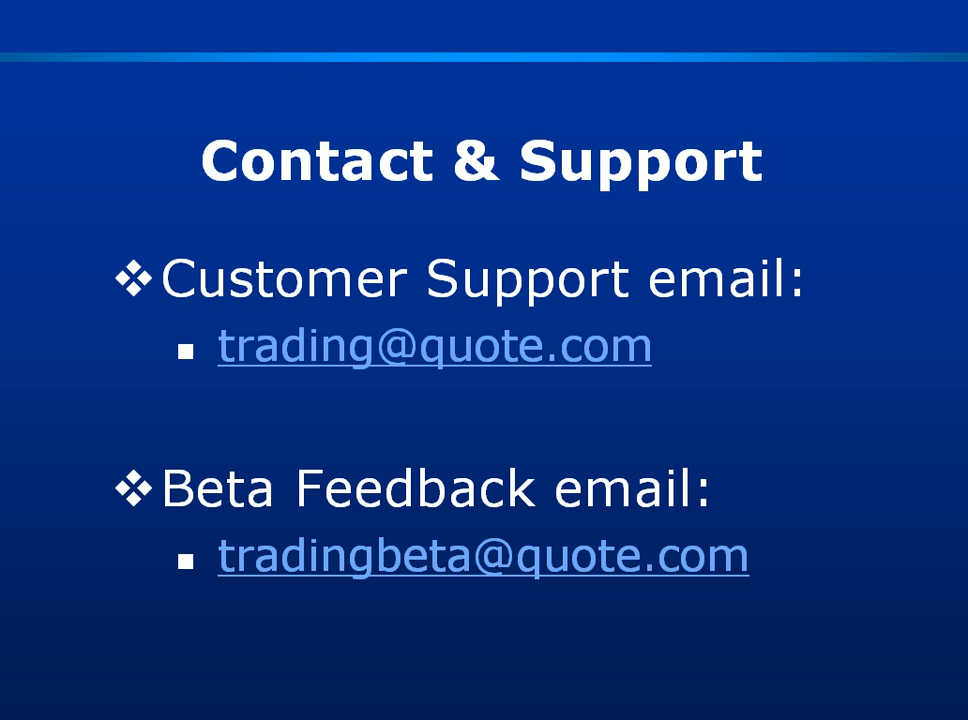 Contact & Support
❖ Customer Support email:
▪ trading@quote.com
❖ Beta Feedback email:
▪ tradingbeta@quote.com